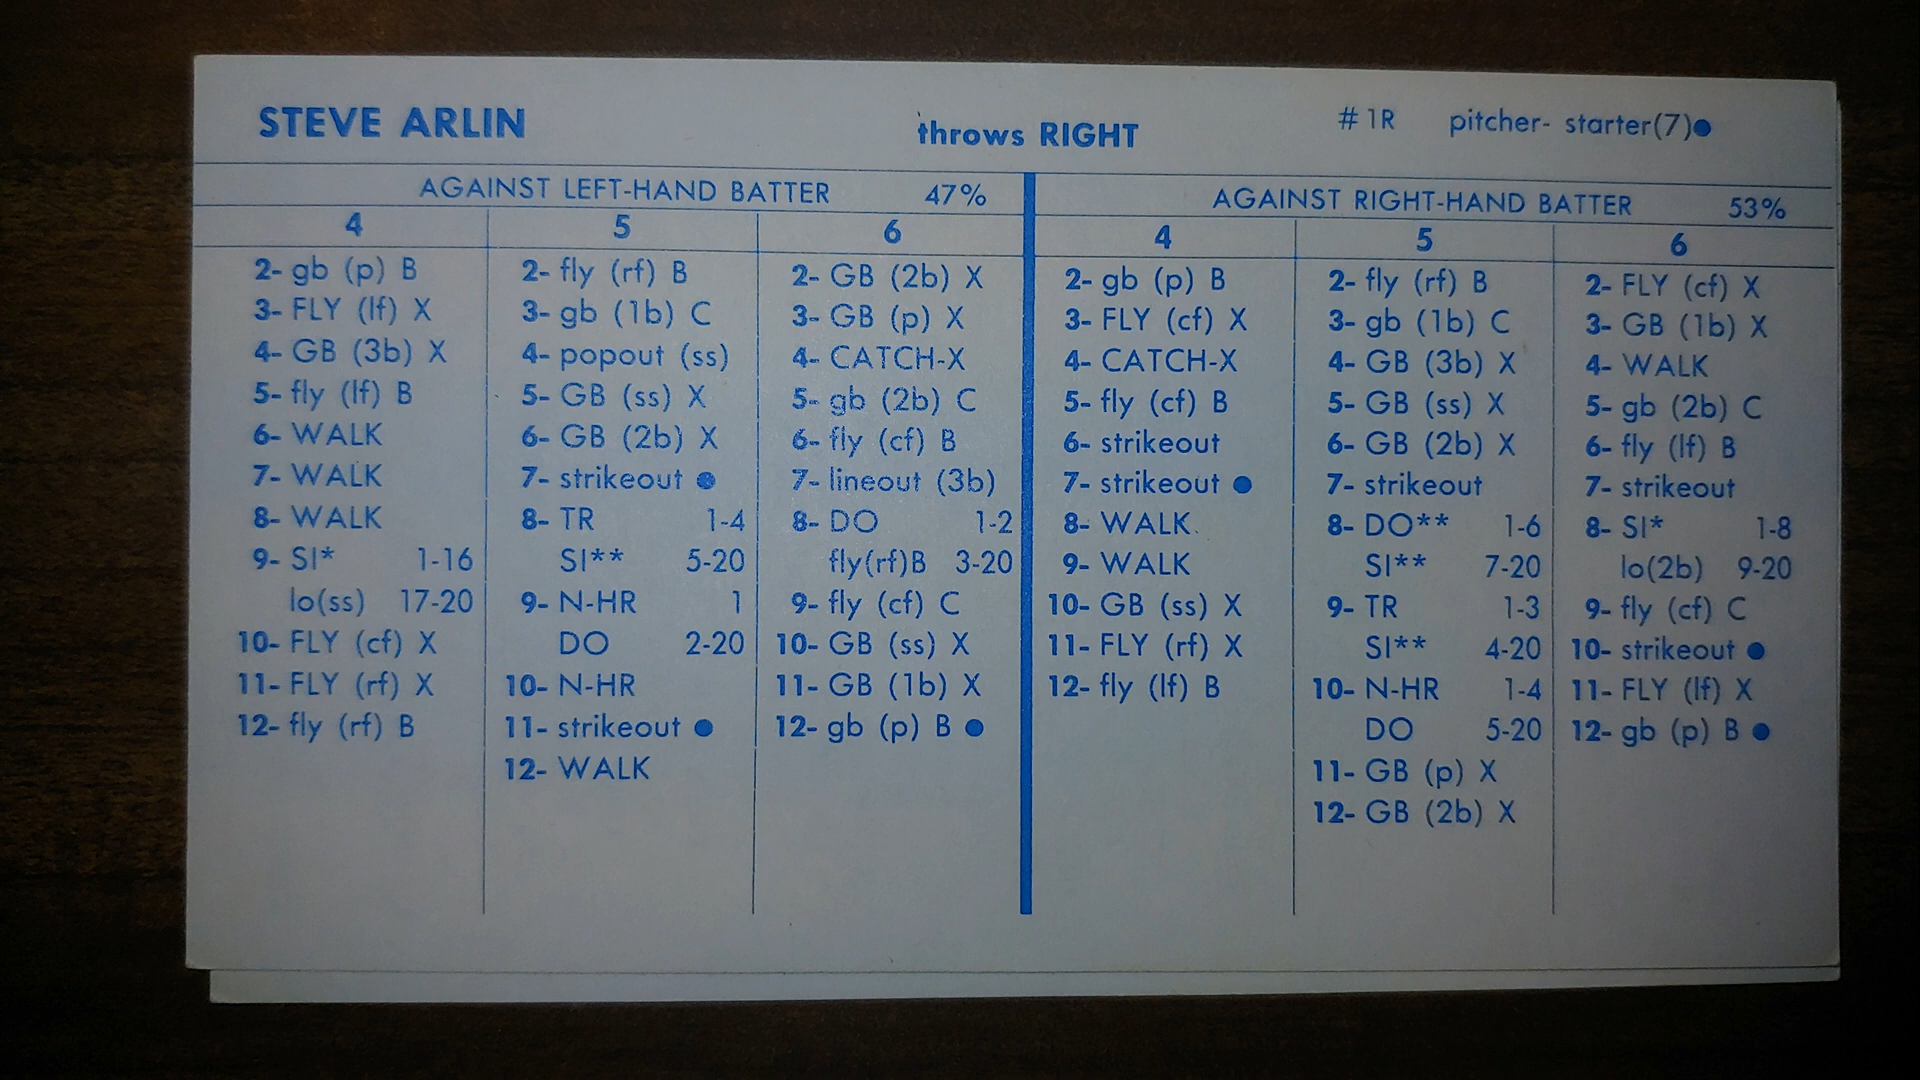 STEVE ARLIN throws RIGHT #1R pitcher- starter(7)●
AGAINST LEFT-HAND BATTER 47%
4 5 6
2- gb (p) B
3- FLY (lf) X
4- GB (3b) X
5- fly (lf) B
6- WALK
7- WALK
8- WALK
9- SI* 1-16
lo(ss) 17-20
10- FLY (cf) X
11- FLY (rf) X
12- fly (rf) B
2- fly (rf) B
3- gb (1b) C
4- popout (ss)
5- GB (ss) X
6- GB (2b) X
7- strikeout ●
8- TR 1-4
SI** 5-20
9- N-HR 1
DO 2-20
10- N-HR
11- strikeout ●
12- WALK
2- GB (2b) X
3- GB (p) X
4- CATCH-X
5- gb (2b) C
6- fly (cf) B
7- lineout (3b)
8- DO 1-2
fly(rf)B 3-20
9- fly (cf) C
10- GB (ss) X
11- GB (1b) X
12- gb (p) B ●
AGAINST RIGHT-HAND BATTER 53%
4 5 6
2- gb (p) B
3- FLY (cf) X
4- CATCH-X
5- fly (cf) B
6- strikeout
7- strikeout ●
8- WALK
9- WALK
10- GB (ss) X
11- FLY (rf) X
12- fly (lf) B
2- fly (rf) B
3- gb (1b) C
4- GB (3b) X
5- GB (ss) X
6- GB (2b) X
7- strikeout
8- DO** 1-6
SI** 7-20
9- TR 1-3
SI** 4-20
10- N-HR 1-4
DO 5-20
11- GB (p) X
12- GB (2b) X
2- FLY (cf) X
3- GB (1b) X
4- WALK
5- gb (2b) C
6- fly (lf) B
7- strikeout
8- SI* 1-8
lo(2b) 9-20
9- fly (cf) C
10- strikeout ●
11- FLY (lf) X
12- gb (p) B ●